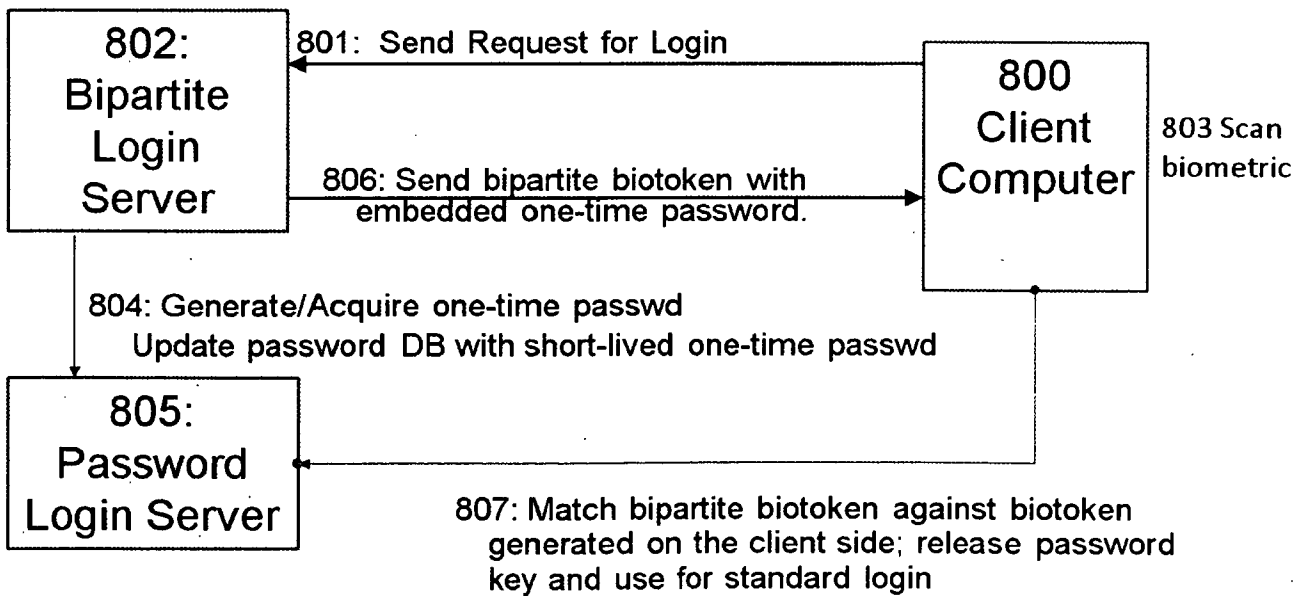 802:
Bipartite
Login
Server
801: Send Request for Login
800
Client
Computer
803 Scan
biometric
806: Send bipartite biotoken with
embedded one-time password.
804: Generate/Acquire one-time passwd
Update password DB with short-lived one-time passwd
805:
Password
Login Server
807: Match bipartite biotoken against biotoken
generated on the client side; release password
key and use for standard login